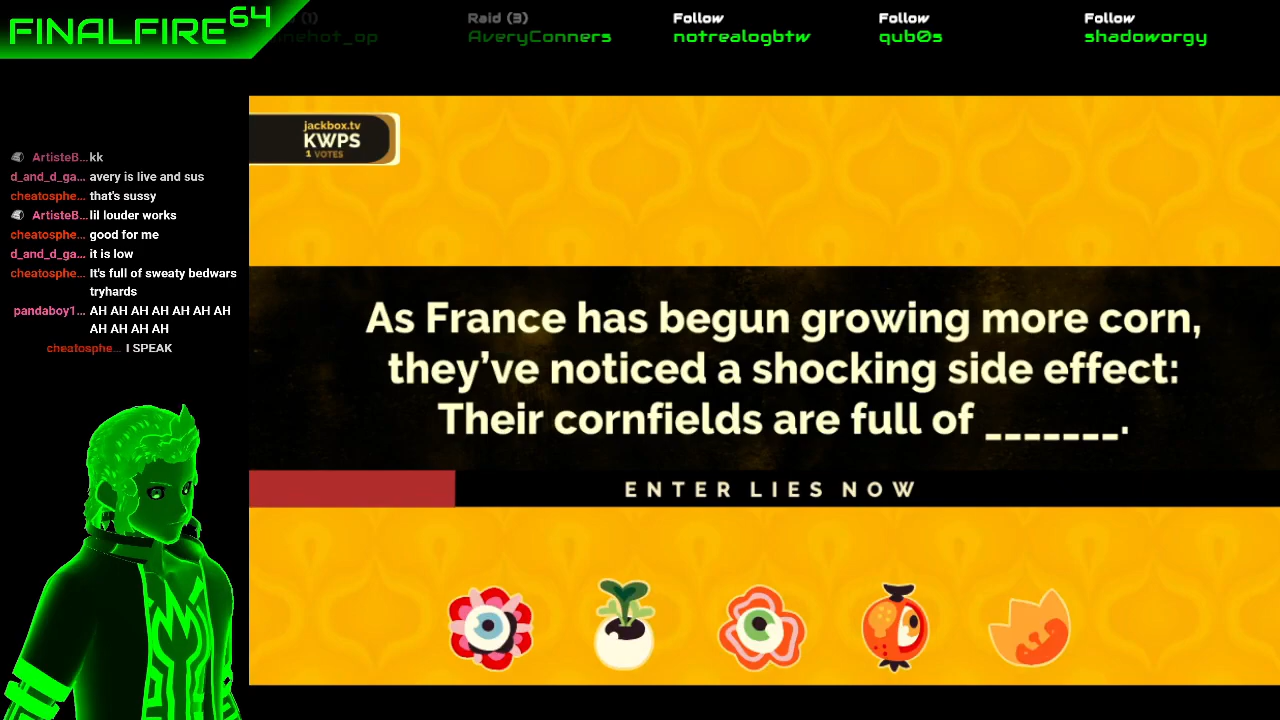 FINALFIRE64
(1)
Raid (3)
AveryConners
Follow
notrealogbtw
Follow
qub0s
Follow
shadoworgy
jackbox.tv
KWPS
1 VOTES
ArtisteB... kk
d_and_d_ga... avery is live and sus
cheatosphe... that's sussy
ArtisteB... lil louder works
cheatosphe... good for me
d_and_d_ga... it is low
cheatosphe... It's full of sweaty bedwars
tryhards
pandaboy1... AH AH AH AH AH AH AH
AH AH AH AH
cheatosphe... I SPEAK
As France has begun growing more corn,
they've noticed a shocking side effect:
Their cornfields are full of _______.
ENTER LIES NOW